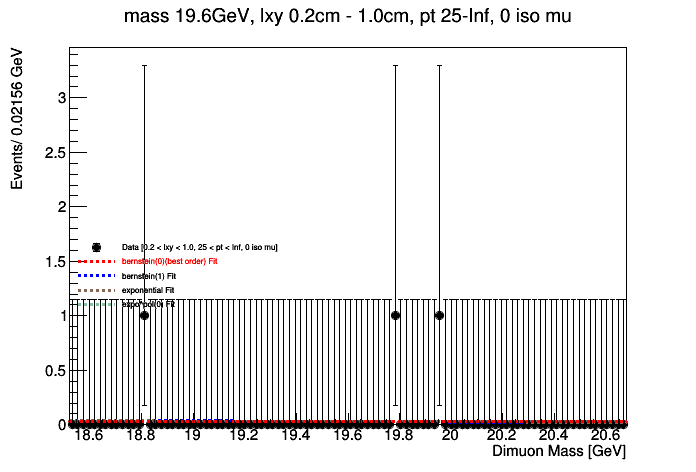 mass 19.6GeV, lxy 0.2cm - 1.0cm, pt 25-Inf, 0 iso mu
Events/ 0.02156 GeV
3
2.5
2
1.5
1
0.5
0
Data [0.2 < lxy < 1.0, 25 < pt < Inf, 0 iso mu]
bernstein(0)(best order) Fit
bernstein(1) Fit
exponential Fit
expo*pol(0) Fit
18.6 18.8 19 19.2 19.4 19.6 19.8 20 20.2 20.4 20.6
Dimuon Mass [GeV]